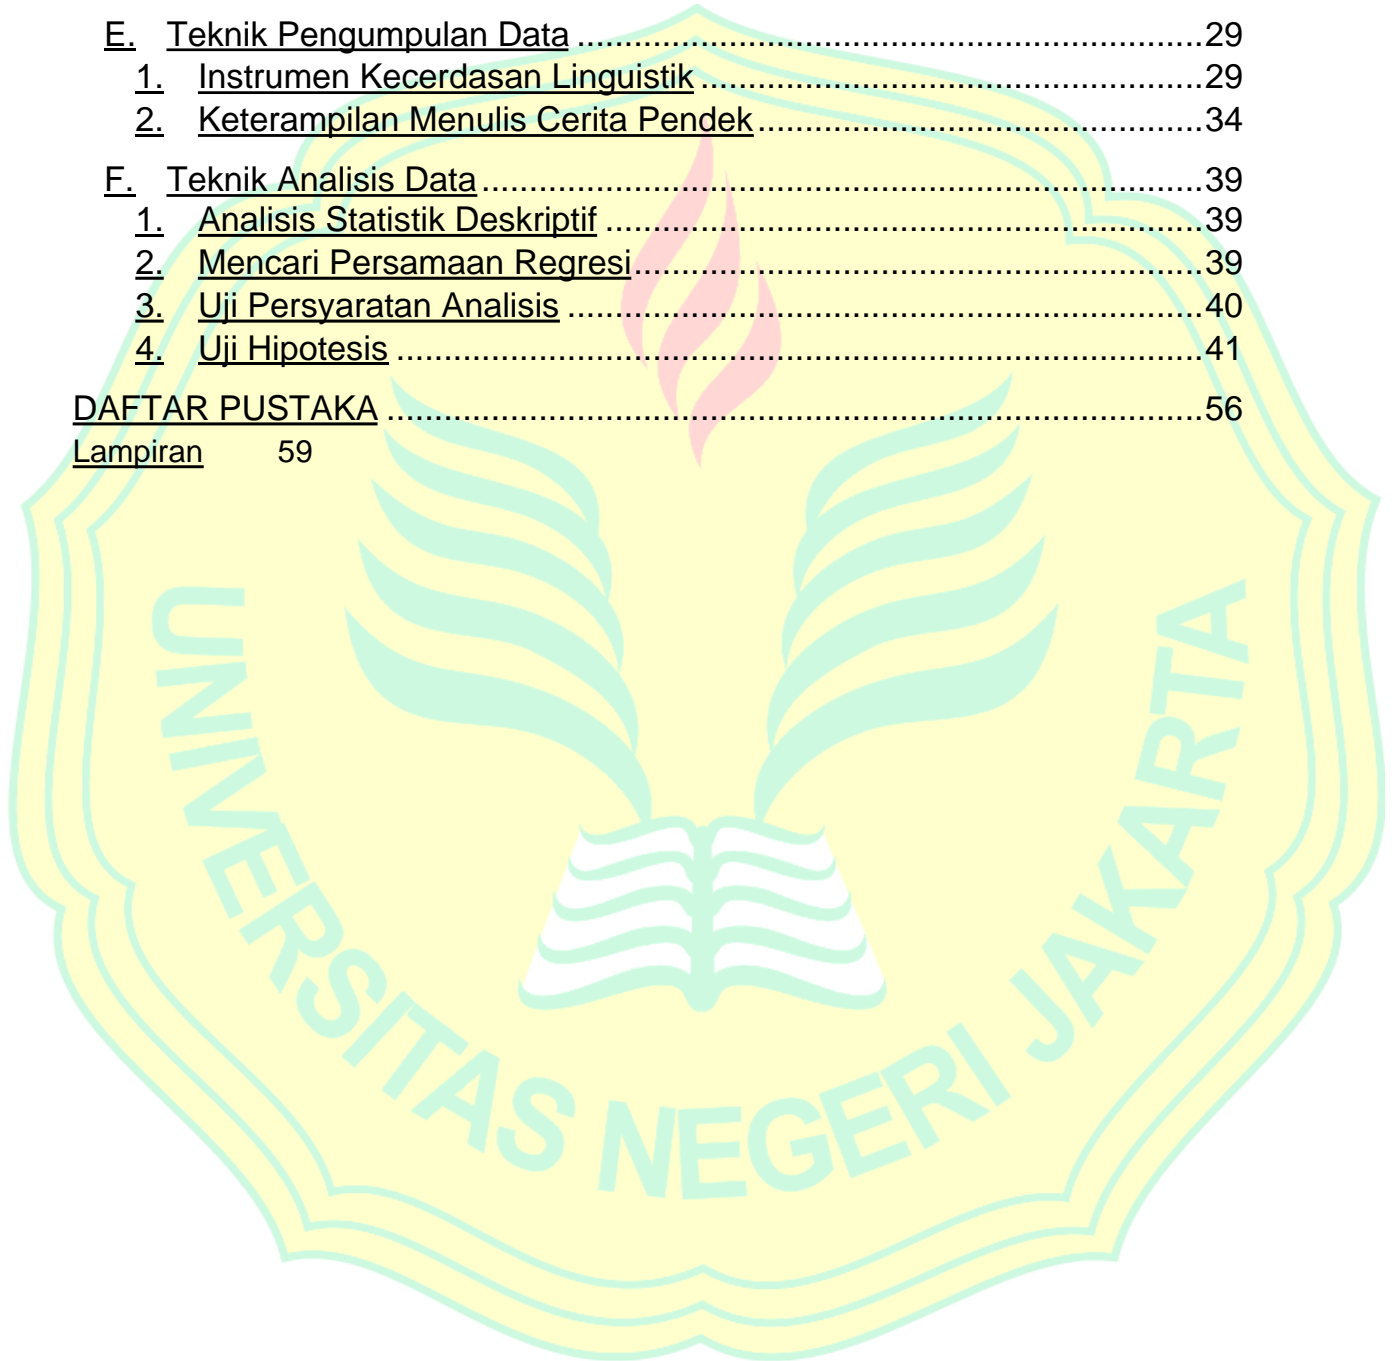 E. Teknik Pengumpulan Data ........................................................................ 29
1. Instrumen Kecerdasan Linguistik ........................................................ 29
2. Keterampilan Menulis Cerita Pendek .................................................. 34
F. Teknik Analisis Data .................................................................................. 39
1. Analisis Statistik Deskriptif .................................................................. 39
2. Mencari Persamaan Regresi ............................................................... 39
3. Uji Persyaratan Analisis ...................................................................... 40
4. Uji Hipotesis ........................................................................................ 41
DAFTAR PUSTAKA .......................................................................................... 56
Lampiran 59
UNIVERSITAS NEGERI JAKARTA